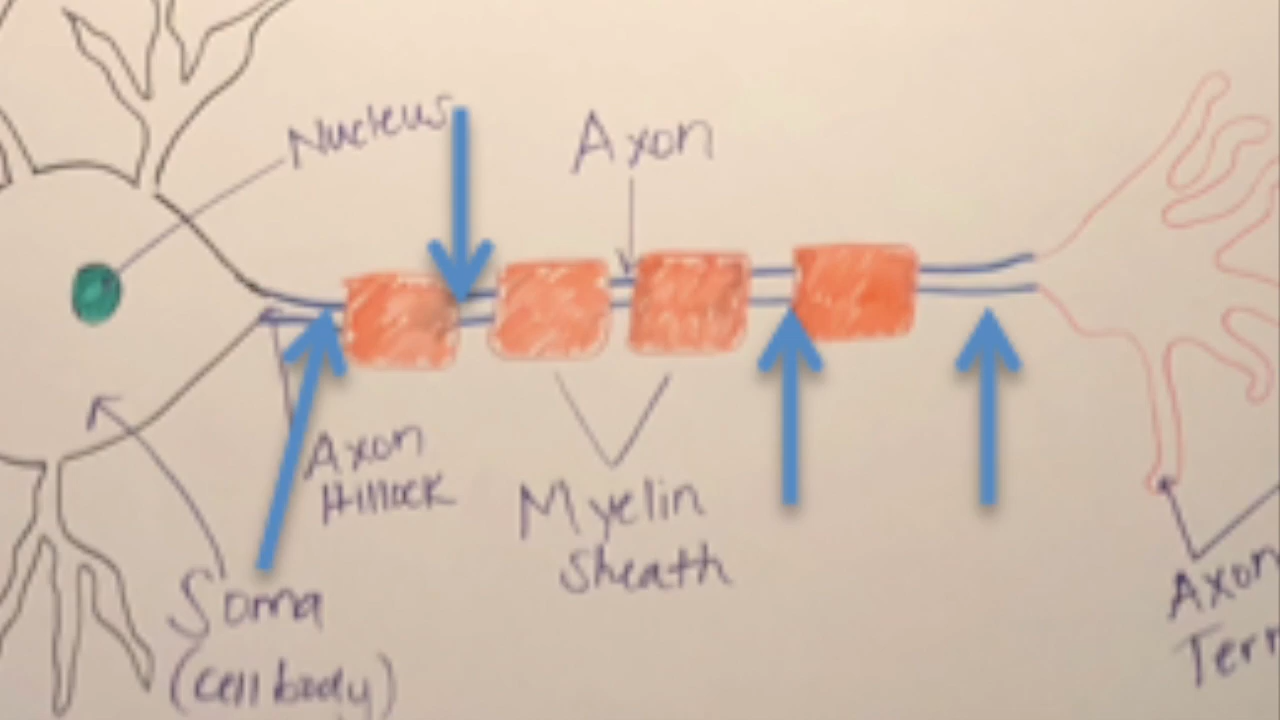 Nucleus
Axon
Axon
Hillock
Myelin
Sheath
Soma
(cell body)
Axon
Term